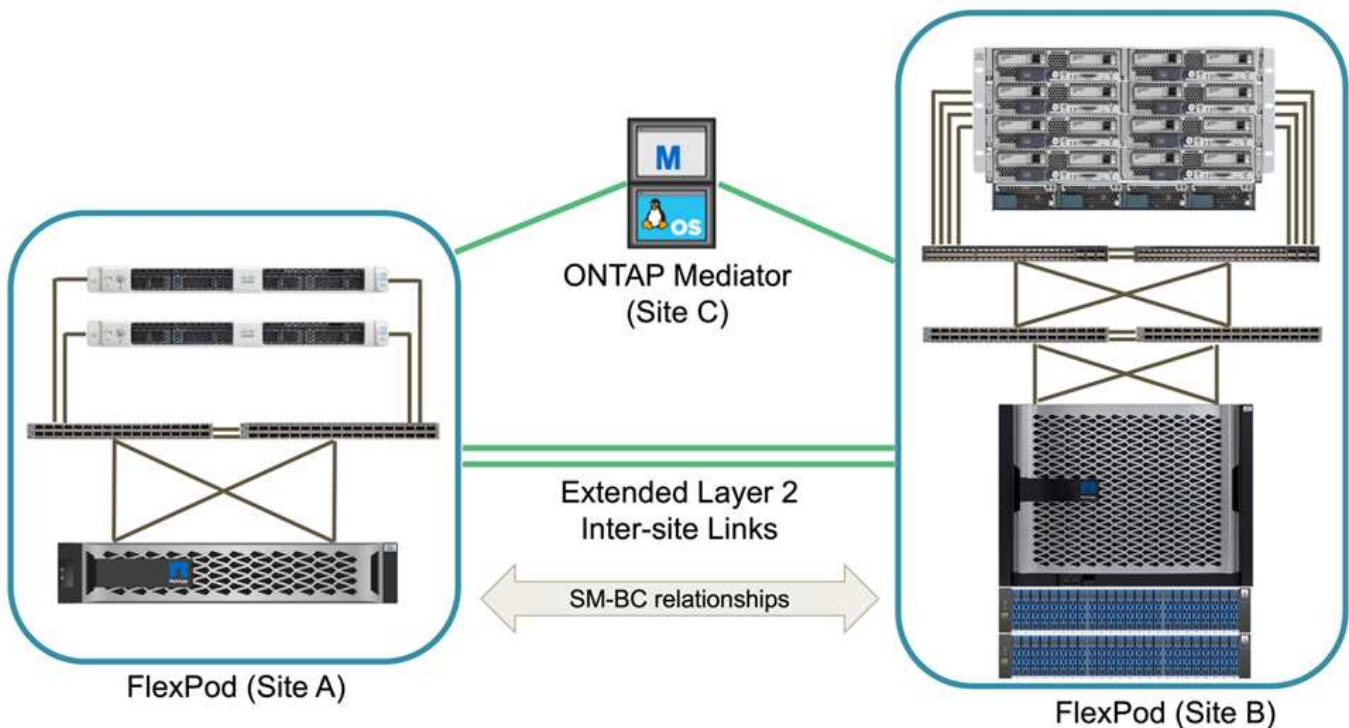 M
OS
ONTAP Mediator
(Site C)
Extended Layer 2
Inter-site Links
SM-BC relationships
FlexPod (Site A)
FlexPod (Site B)